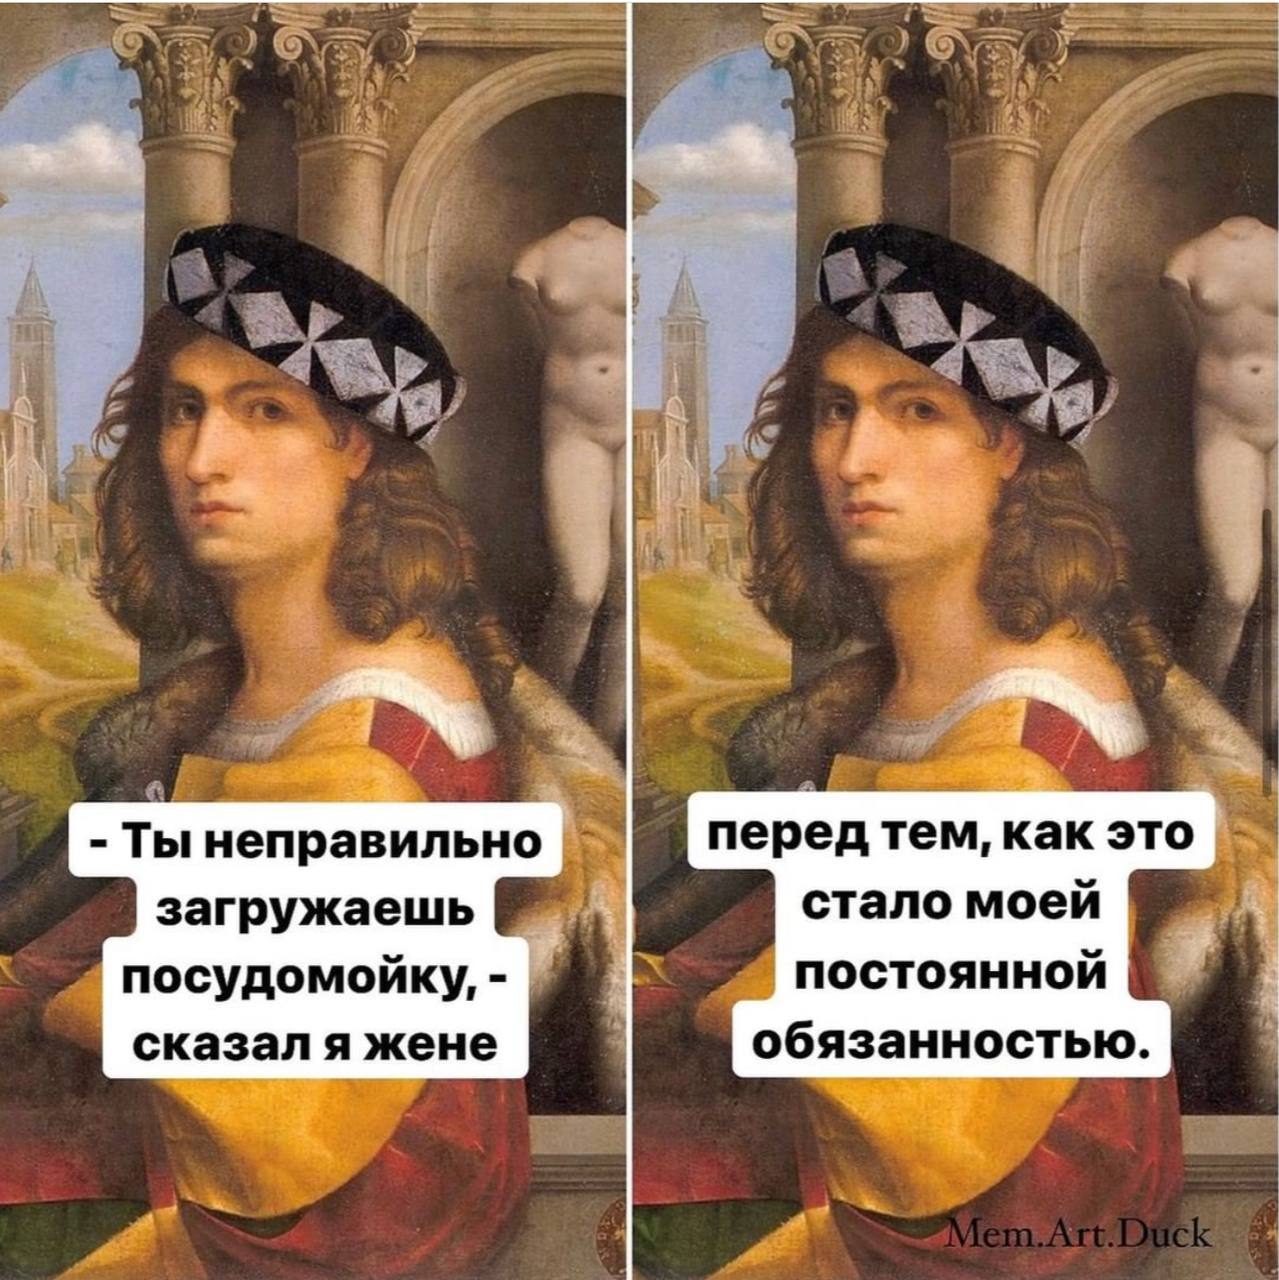 - Ты неправильно
загружаешь
посудомойку, -
сказал я жене
перед тем, как это
стало моей
постоянной
обязанностью.
Mem.Art.Duck